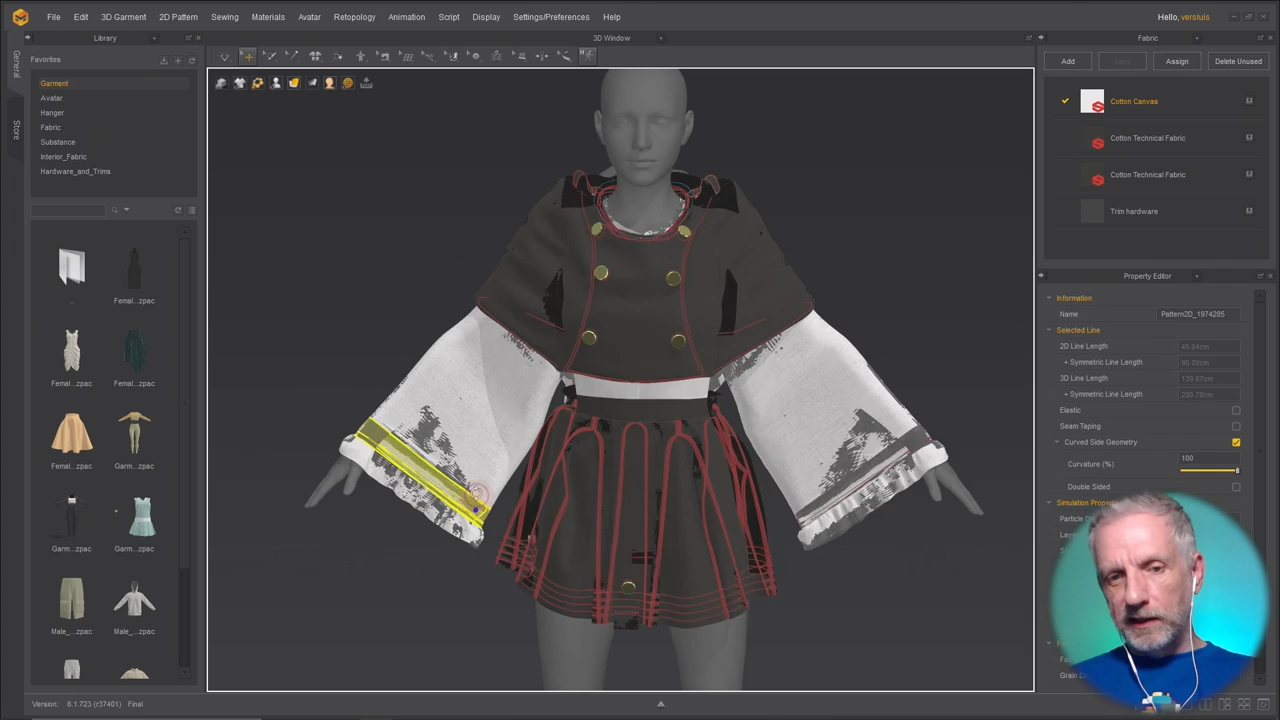 File Edit 3D Garment 2D Pattern Sewing Materials Avatar Retopology Animation Script Display Settings/Preferences Help
Hello, versluis
Library
3D Window
Fabric
General
Store
Favorites
Garment
Avatar
Hanger
Fabric
Substance
Interior_Fabric
Hardware_and_Trims
Femal...zpac
Femal...zpac Femal...zpac
Femal...zpac Garm...zpac
Garm...zpac Garm...zpac
Male_...zpac Male_...zpac
Add Assign Delete Unused
Cotton Canvas
Cotton Technical Fabric
Cotton Technical Fabric
Trim hardware
Property Editor
Information
Name Pattern2D_1974285
Selected Line
2D Line Length
+ Symmetric Line Length
3D Line Length
+ Symmetric Line Length
Elastic
Seam Taping
Curved Side Geometry
Curvature (%) 100
Double Sided
Version: 6.1.723 (r37401) Final